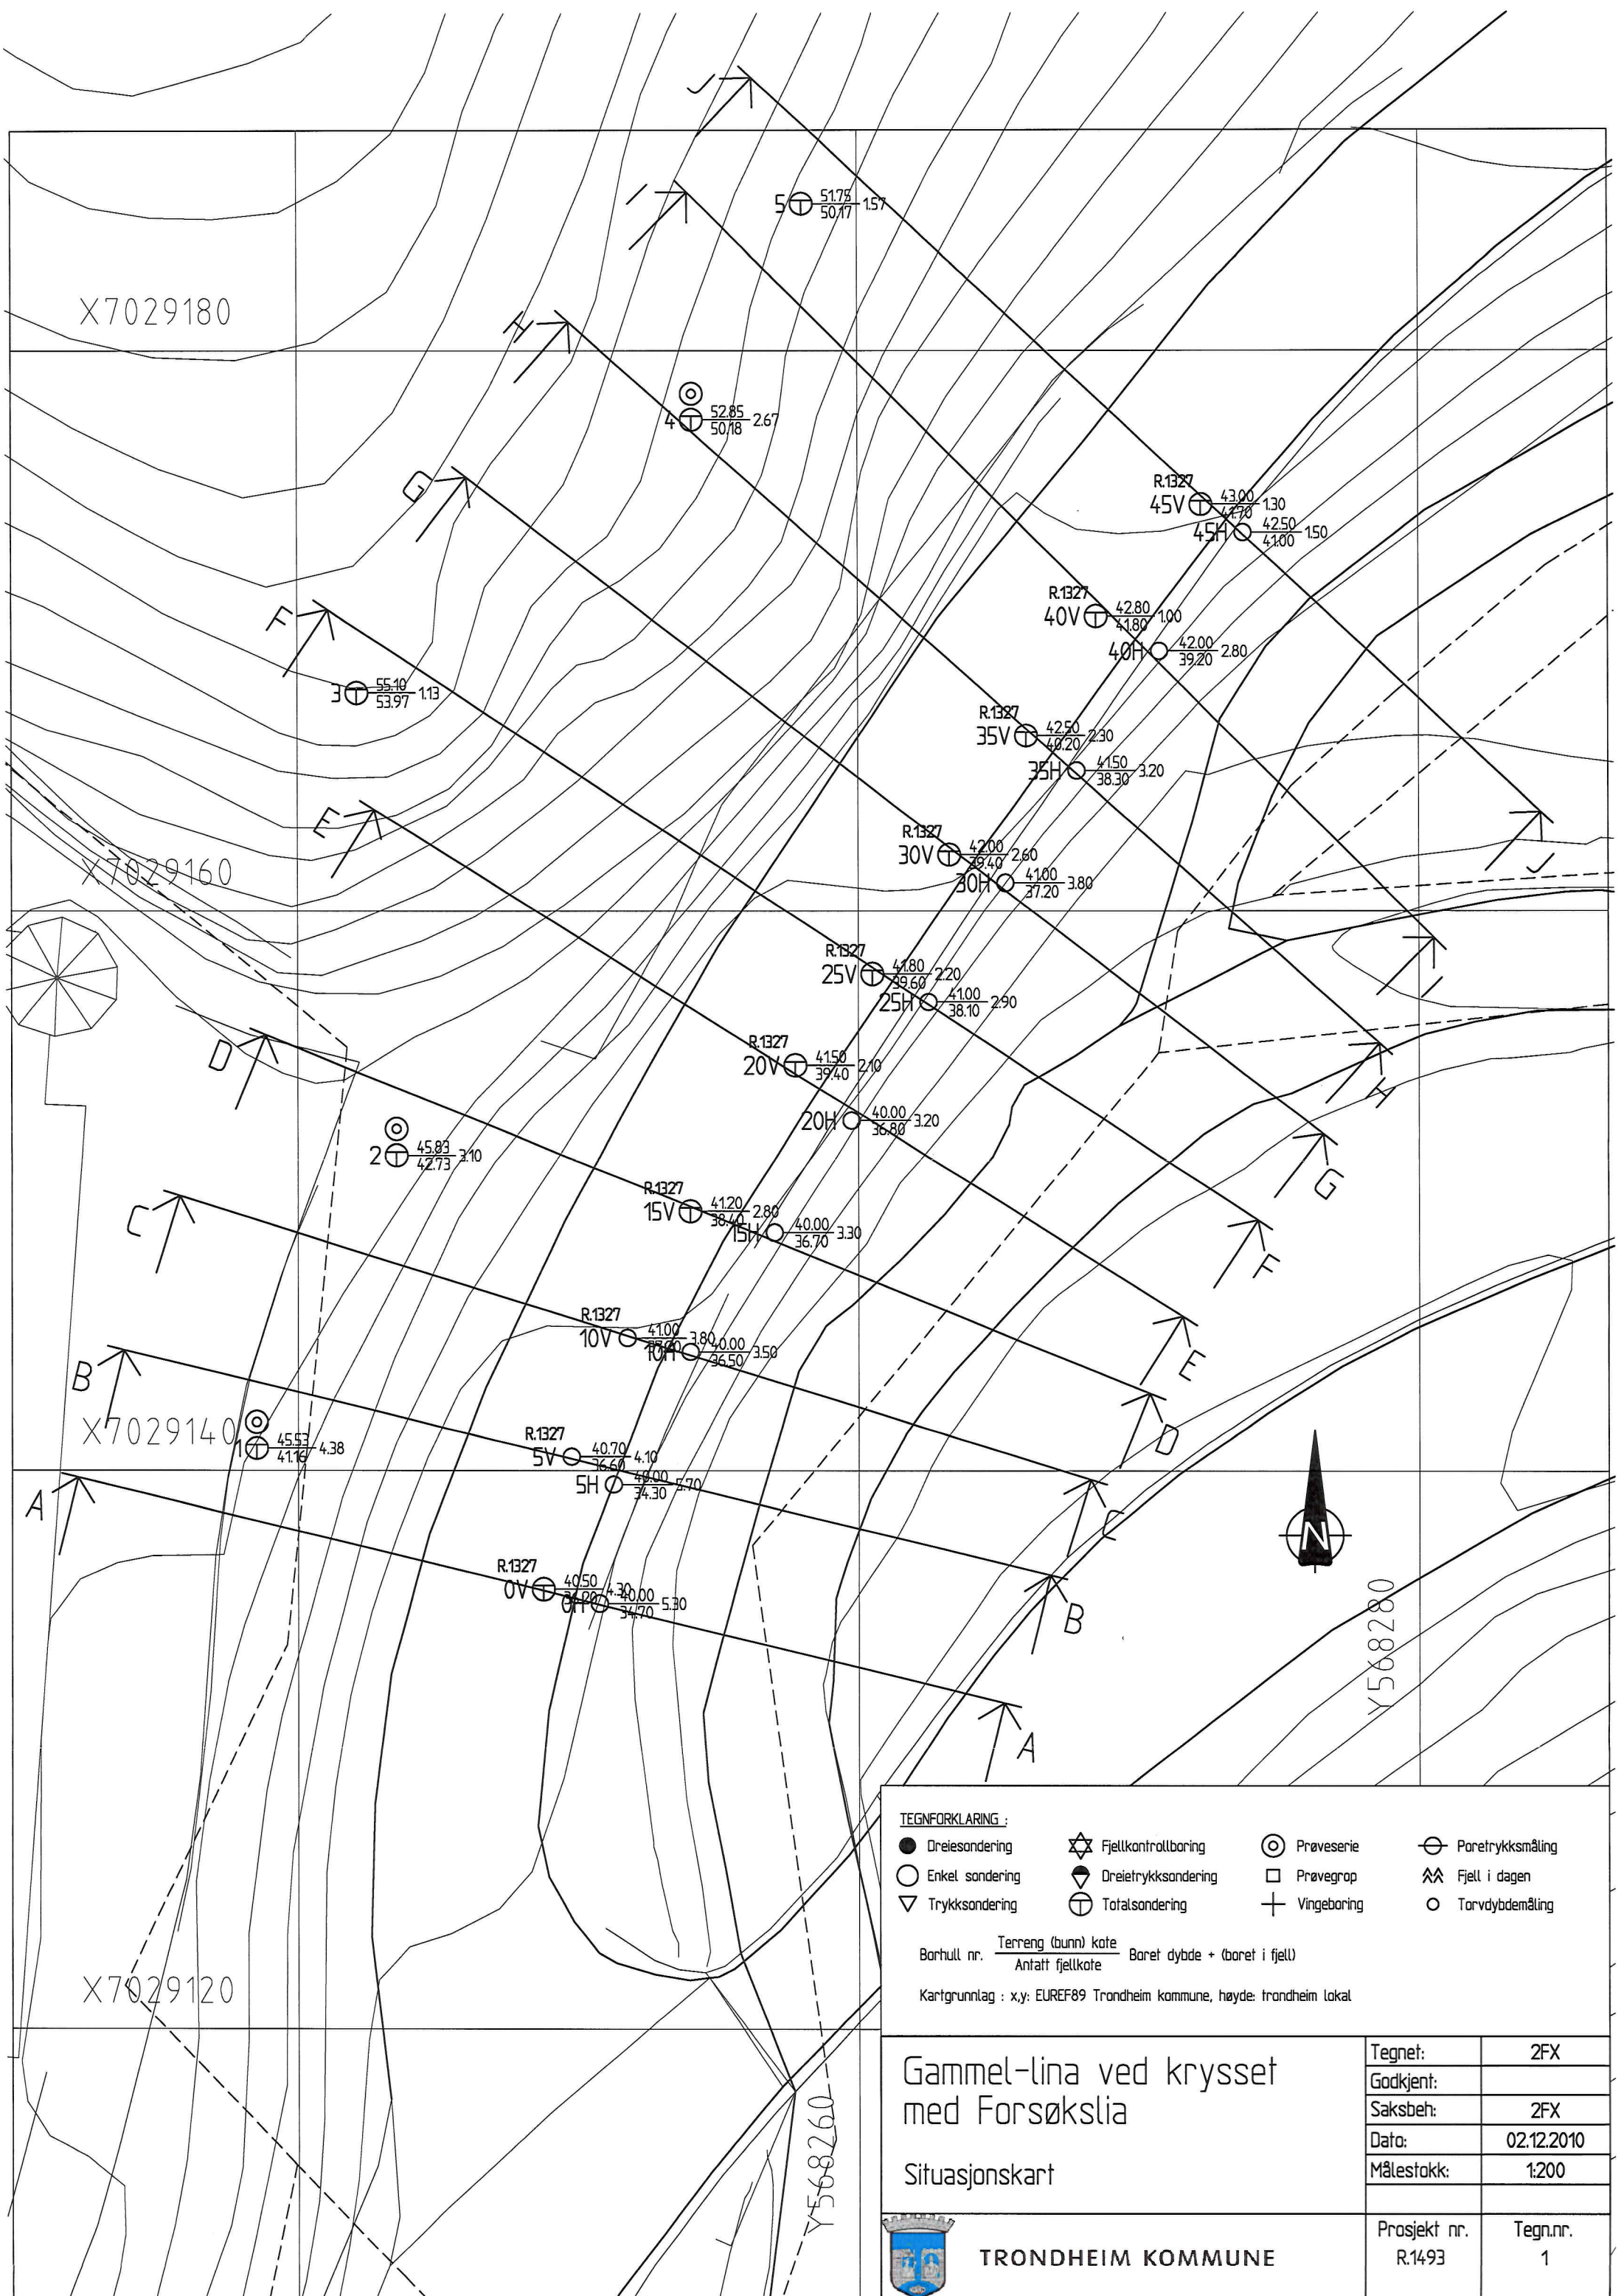 J
I
5 51.75 50.17 1.57
X7029180
H
4 52.85 50.18 2.67
G
R.1327
45V 43.00 41.70 1.30
45H 42.50 41.00 1.50
F
R.1327
40V 42.80 41.80 1.00
40H 42.00 39.20 2.80
3 55.10 53.97 1.13
R.1327
35V 42.50 40.20 2.30
35H 41.50 38.30 3.20
E
R.1327
30V 42.00 39.40 2.60
J
X7029160
30H 41.00 37.20 3.80
R.1327
25V 41.80 39.60 2.20
I
25H 41.00 38.10 2.90
D
R.1327
20V 41.50 39.40 2.10
H
20H 40.00 36.80 3.20
2 45.83 42.73 3.10
G
R.1327
15V 41.20 38.40 2.80
C
15H 40.00 36.70 3.30
F
R.1327
10V 41.00 3.80
10H 40.00 36.50 3.50
E
B
X7029140
1 45.53 41.16 4.38
D
R.1327
5V 40.70 36.60 4.10
5H 40.00 34.30 5.70
A
C
N
R.1327
0V 40.50 36.20 4.30
0H 40.00 34.70 5.30
B
Y568280
A
TEGNFORKLARING :
Dreiesondering Fjellkontrollboring Prøveserie Poretrykksmåling
Enkel sondering Dreietrykksondering Prøvegrop Fjell i dagen
Trykksondering Totalsondering Vingeboring Torvdybdemåling
Borhull nr. Terreng (bunn) kote Boret dybde + (boret i fjell)
Antatt fjellkote
Kartgrunnlag : x,y: EUREF89 Trondheim kommune, høyde: trondheim lokal
X7029120
Y568260
Gammel-lina ved krysset
med Forsøkslia
Situasjonskart
Tegnet: 2FX
Godkjent:
Saksbeh: 2FX
Dato: 02.12.2010
Målestokk: 1:200
TRONDHEIM KOMMUNE
Prosjekt nr. Tegn.nr.
R.1493 1